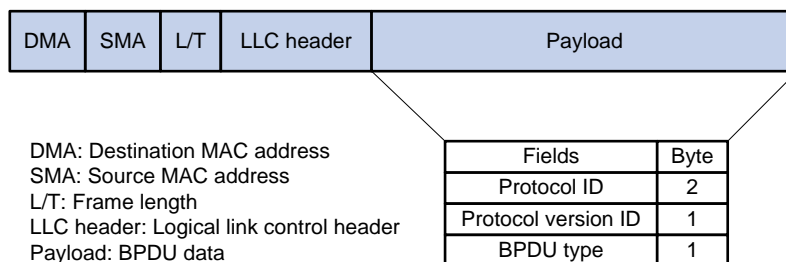 DMA SMA L/T LLC header Payload
DMA: Destination MAC address
SMA: Source MAC address
L/T: Frame length
LLC header: Logical link control header
Payload: BPDU data
Fields Byte
Protocol ID 2
Protocol version ID 1
BPDU type 1